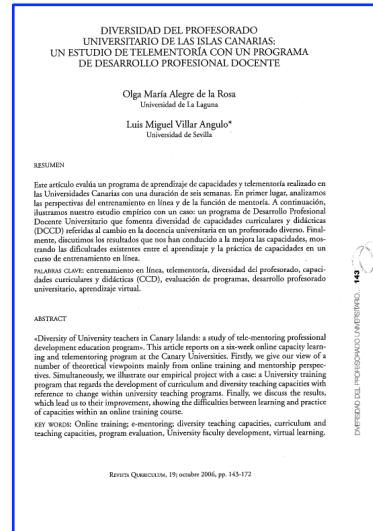 DIVERSIDAD DEL PROFESORADO
UNIVERSITARIO DE LAS ISLAS CANARIAS:
UN ESTUDIO DE TELEMENTORÍA CON UN PROGRAMA
DE DESARROLLO PROFESIONAL DOCENTE
Olga María Alegre de la Rosa
Universidad de La Laguna
Luis Miguel Villar Angulo*
Universidad de Sevilla
RESUMEN
Este artículo evalúa un programa de aprendizaje de capacidades y telementoría realizado en
las Universidades Canarias con una duración de seis semanas. En primer lugar, analizamos
las perspectivas del entrenamiento en línea y de la función de mentoría. A continuación,
ilustramos nuestro estudio empírico con un caso: un programa de Desarrollo Profesional
Docente Universitario que fomenta diversidad de capacidades curriculares y didácticas
(DCCD) referidas al cambio en la docencia universitaria en un profesorado diverso. Final-
mente, discutimos los resultados que nos han conducido a la mejora las capacidades, mos-
trando las dificultades existentes entre el aprendizaje y la práctica de capacidades en un
curso de entrenamiento en línea.
PALABRAS CLAVE: entrenamiento en línea, telementoría, diversidad del profesorado, capaci-
dades curriculares y didácticas (CCD), evaluación de programas, desarrollo profesorado
universitario, aprendizaje virtual.
ABSTRACT
«Diversity of University teachers in Canary Islands: a study of tele-mentoring professional
development education program». This article reports on a six-week online capacity learn-
ing and telementoring program at the Canary Universities. Firstly, we give our view of a
number of theoretical viewpoints mainly from online training and mentorship perspec-
tives. Simultaneously, we illustrate our empirical project with a case: a University training
program that regards the development of curriculum and diversity teaching capacities with
reference to change within university teaching programs. Finally, we discuss the results,
which lead us to their improvement, showing the difficulties between learning and practice
of capacities within an online training course.
KEY WORDS: Online training; e-mentoring; diversity teaching capacities, curriculum and
teaching capacities, program evaluation, University faculty development, virtual learning.
REVISTA QURRICULUM, 19; octubre 2006, pp. 143-172
DIVERSIDAD DEL PROFESORADO UNIVERSITARIO... 143